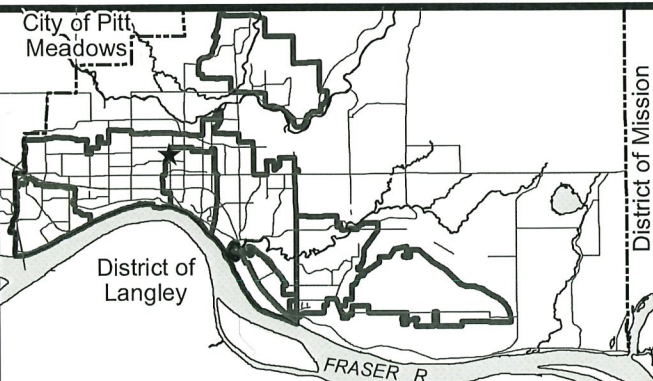 City of Pitt
Meadows
District of Mission
District of
Langley
FRASER R